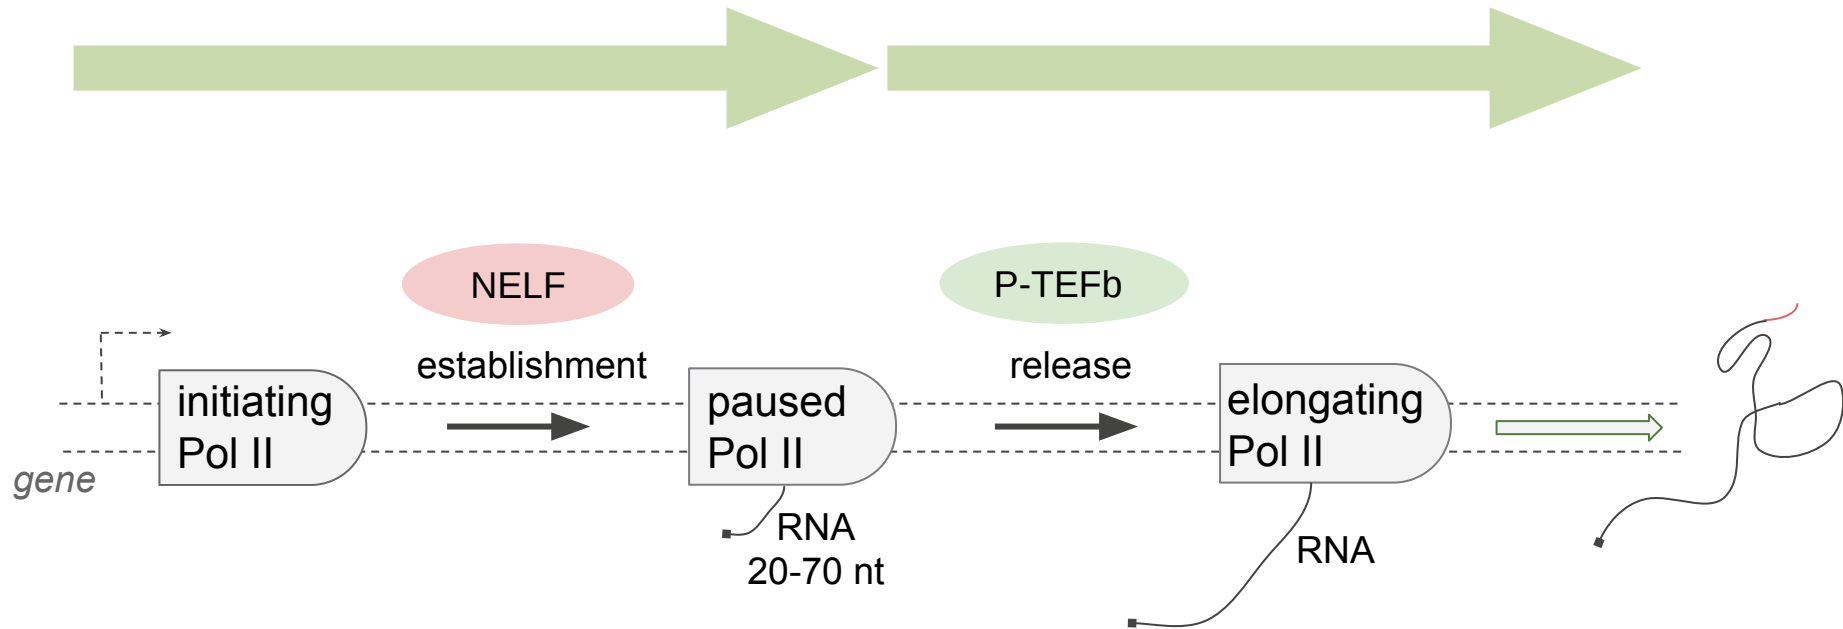 NELF
P-TEFb
establishment
release
initiating
Pol II
paused
Pol II
elongating
Pol II
gene
RNA
20-70 nt
RNA